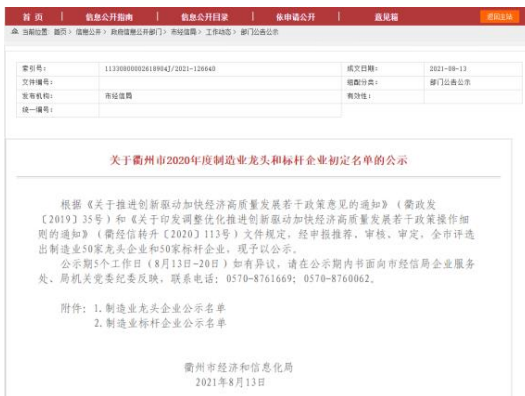 首 页 | 信息公开指南 | 信息公开目录 | 依申请公开 | 意见箱 返回主站
当前位置: 首页> 信息公开> 政府信息公开部门> 市经信局> 工作动态> 部门公告公示
索引号: 11330800002618904J/2021-126640 成文日期: 2021-08-13
文件编号: 组配分类: 部门公告公示
发布机构: 市经信局 有效性:
统一编号:
关于衢州市2020年度制造业龙头和标杆企业初定名单的公示
根据《关于推进创新驱动加快经济高质量发展若干政策意见的通知》（衢政发
〔2019〕35号）和《关于印发调整优化推进创新驱动加快经济高质量发展若干政策操作细
则的通知》（衢经信转升〔2020〕113号）文件规定，经申报推荐、审核、审定，全市评选
出制造业50家龙头企业和50家标杆企业，现予以公示。
公示期5个工作日（8月13日-20日）如有异议，请在公示期内书面向市经信局企业服务
处、局机关党委纪委反映，联系电话：0570-8761669；0570-8760062。
附件：1.制造业龙头企业公示名单
2.制造业标杆企业公示名单
衢州市经济和信息化局
2021年8月13日